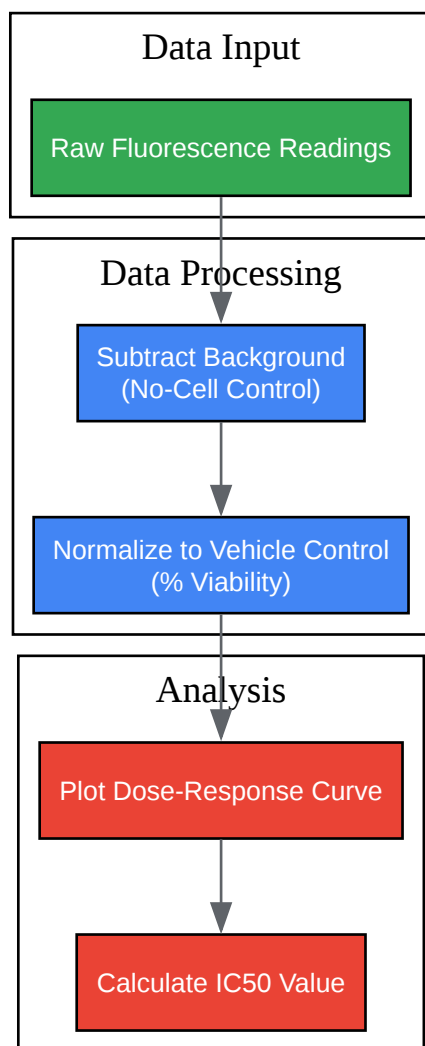 Data Input
Raw Fluorescence Readings
Data Processing
Subtract Background
(No-Cell Control)
Normalize to Vehicle Control
(% Viability)
Analysis
Plot Dose-Response Curve
Calculate IC50 Value